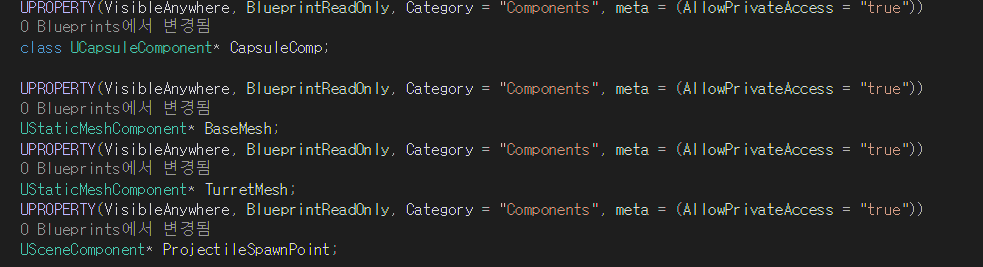 UPROPERTY(VisibleAnywhere, BlueprintReadOnly, Category = "Components", meta = (AllowPrivateAccess = "true"))
0 Blueprints에서 변경됨
class UCapsuleComponent* CapsuleComp;
UPROPERTY(VisibleAnywhere, BlueprintReadOnly, Category = "Components", meta = (AllowPrivateAccess = "true"))
0 Blueprints에서 변경됨
UStaticMeshComponent* BaseMesh;
UPROPERTY(VisibleAnywhere, BlueprintReadOnly, Category = "Components", meta = (AllowPrivateAccess = "true"))
0 Blueprints에서 변경됨
UStaticMeshComponent* TurretMesh;
UPROPERTY(VisibleAnywhere, BlueprintReadOnly, Category = "Components", meta = (AllowPrivateAccess = "true"))
0 Blueprints에서 변경됨
USceneComponent* ProjectileSpawnPoint;